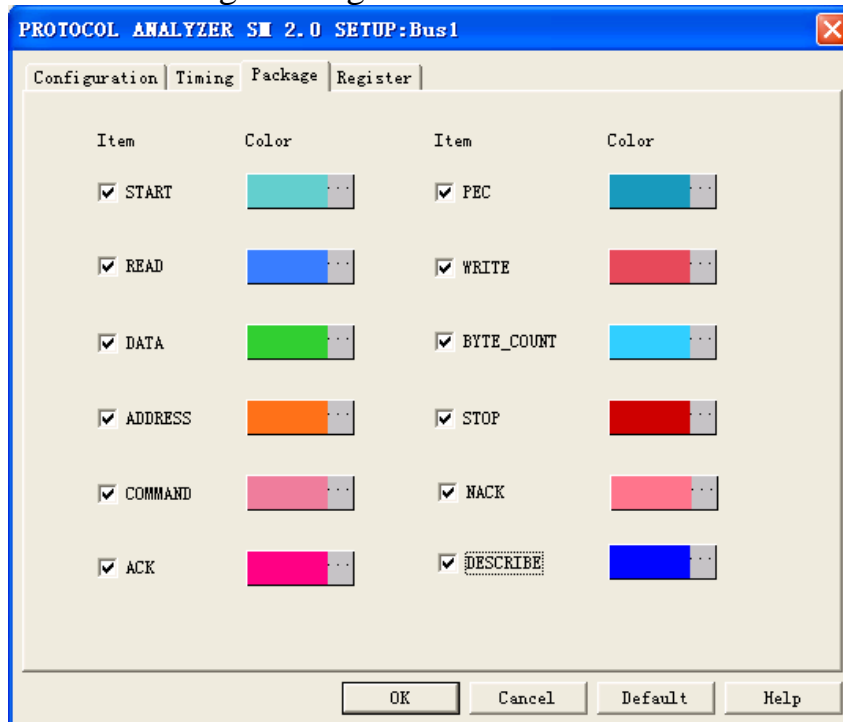 PROTOCOL ANALYZER SM 2.0 SETUP:Bus1
Configuration Timing Package Register
Item Color Item Color
START ... PEC ...
READ ... WRITE ...
DATA ... BYTE_COUNT ...
ADDRESS ... STOP ...
COMMAND ... NACK ...
ACK ... DESCRIBE ...
OK Cancel Default Help